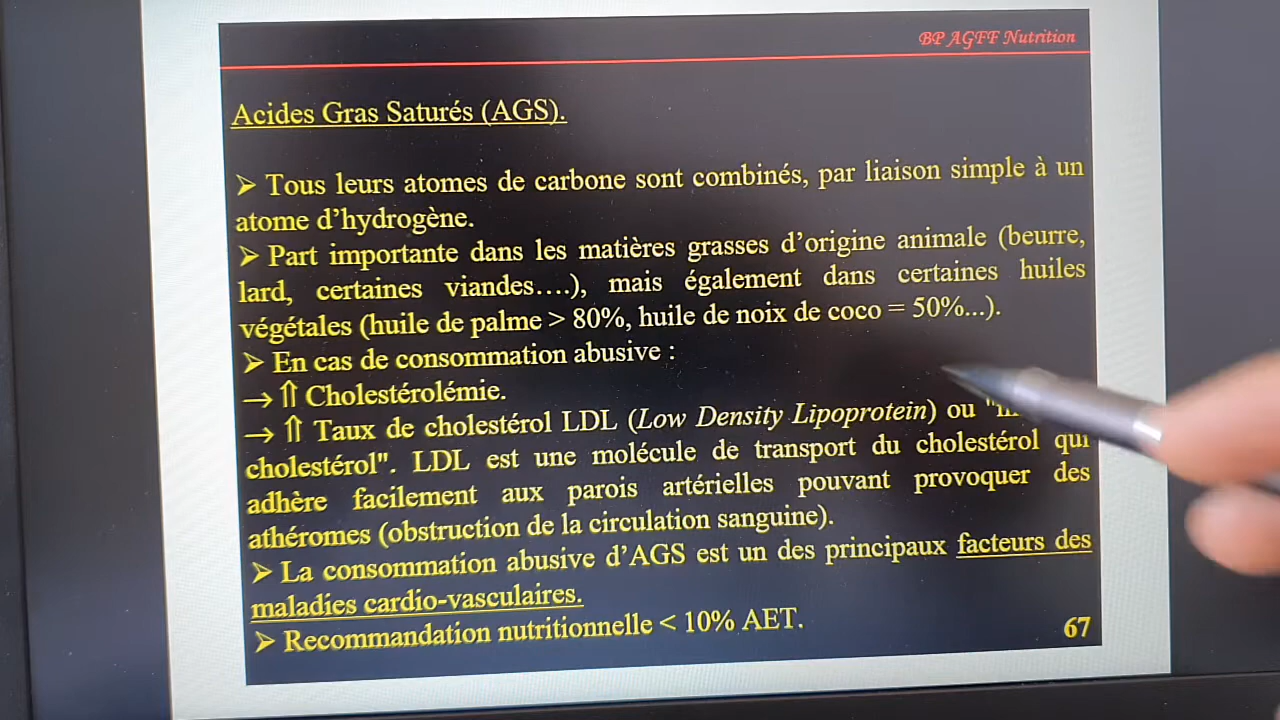 BP AGFF Nutrition
Acides Gras Saturés (AGS).
➢ Tous leurs atomes de carbone sont combinés, par liaison simple à un
atome d’hydrogène.
➢ Part importante dans les matières grasses d’origine animale (beurre,
lard, certaines viandes….), mais également dans certaines huiles
végétales (huile de palme > 80%, huile de noix de coco = 50%...).
➢ En cas de consommation abusive :
→ ⇑ Cholestérolémie.
→ ⇑ Taux de cholestérol LDL (Low Density Lipoprotein) ou
cholestérol". LDL est une molécule de transport du cholestérol qui
adhère facilement aux parois artérielles pouvant provoquer des
athéromes (obstruction de la circulation sanguine).
➢ La consommation abusive d’AGS est un des principaux facteurs des
maladies cardio-vasculaires.
➢ Recommandation nutritionnelle < 10% AET.
67